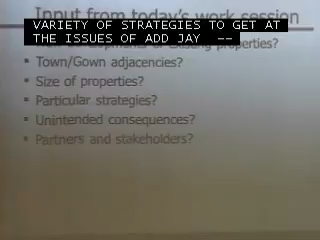 Input from today's work session
VARIETY OF STRATEGIES TO GET AT
THE ISSUES OF ADD JAY --
existing properties?
Town/Gown adjacencies?
Size of properties?
Particular strategies?
Unintended consequences?
Partners and stakeholders?